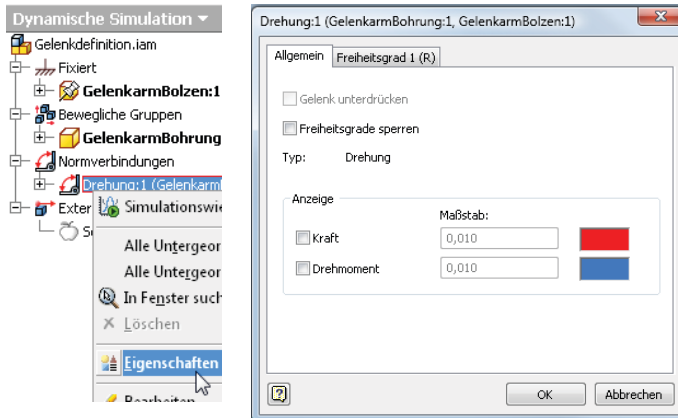 Dynamische Simulation
Gelenkdefinition.iam
Fixiert
GelenkarmBolzen:1
Bewegliche Gruppen
GelenkarmBohrung
Normverbindungen
Drehung:1 (Gelenkarm
Exter
Simulationswie
Alle Untergeor
Alle Untergeor
In Fenster such
Löschen
Eigenschaften
Bearbeiten
Drehung:1 (GelenkarmBohrung:1, GelenkarmBolzen:1)
Allgemein Freiheitsgrad 1 (R)
Gelenk unterdrücken
Freiheitsgrade sperren
Typ: Drehung
Anzeige
Maßstab:
Kraft 0,010
Drehmoment 0,010
OK Abbrechen